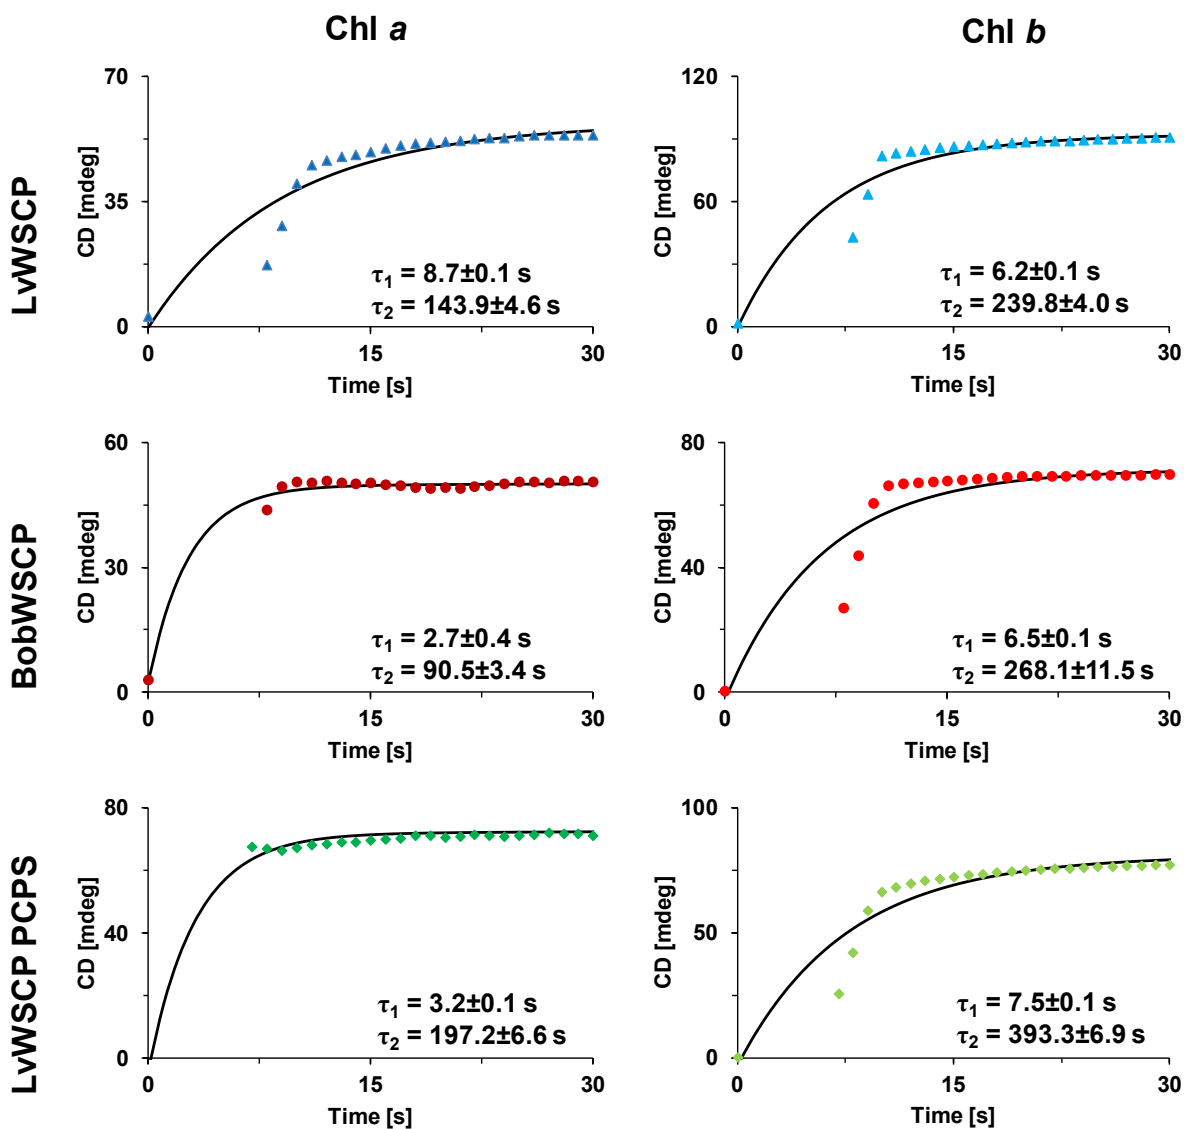 Chl a
Chl b
LvWSCP
CD [mdeg]
70
35
0
τ1 = 8.7±0.1 s
τ2 = 143.9±4.6 s
0
15
30
Time [s]
CD [mdeg]
120
60
0
τ1 = 6.2±0.1 s
τ2 = 239.8±4.0 s
0
15
30
Time [s]
BobWSCP
CD [mdeg]
60
30
0
τ1 = 2.7±0.4 s
τ2 = 90.5±3.4 s
0
15
30
Time [s]
CD [mdeg]
80
40
0
τ1 = 6.5±0.1 s
τ2 = 268.1±11.5 s
0
15
30
Time [s]
LvWSCP PCPS
CD [mdeg]
80
40
0
τ1 = 3.2±0.1 s
τ2 = 197.2±6.6 s
0
15
30
Time [s]
CD [mdeg]
100
50
0
τ1 = 7.5±0.1 s
τ2 = 393.3±6.9 s
0
15
30
Time [s]